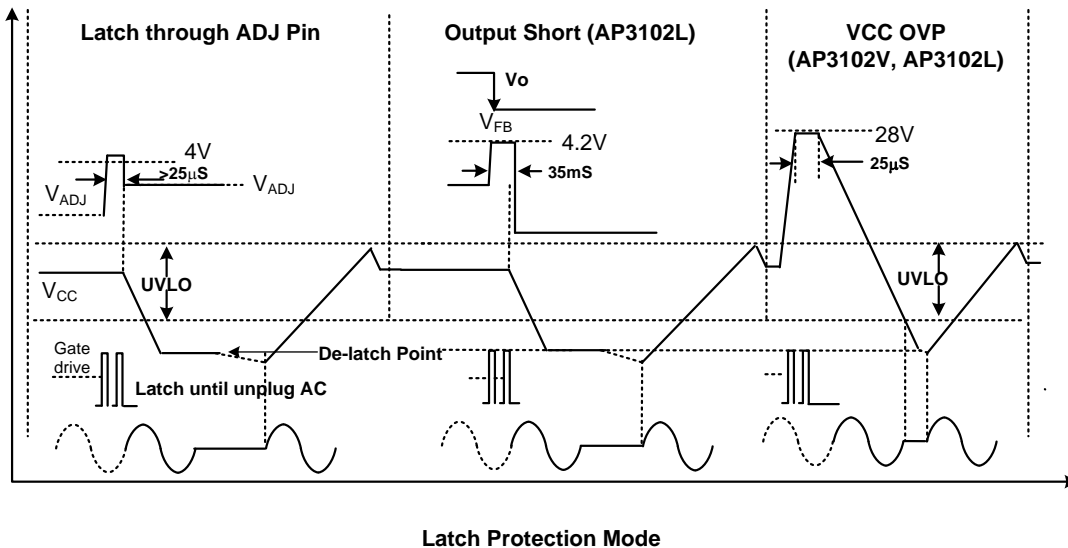 Latch through ADJ Pin
Output Short (AP3102L)
VCC OVP
(AP3102V, AP3102L)
Vo
VFB
4.2V
35mS
28V
25µS
4V
>25µS
VADJ
VADJ
UVLO
UVLO
VCC
De-latch Point
Gate
drive
Latch until unplug AC
Latch Protection Mode